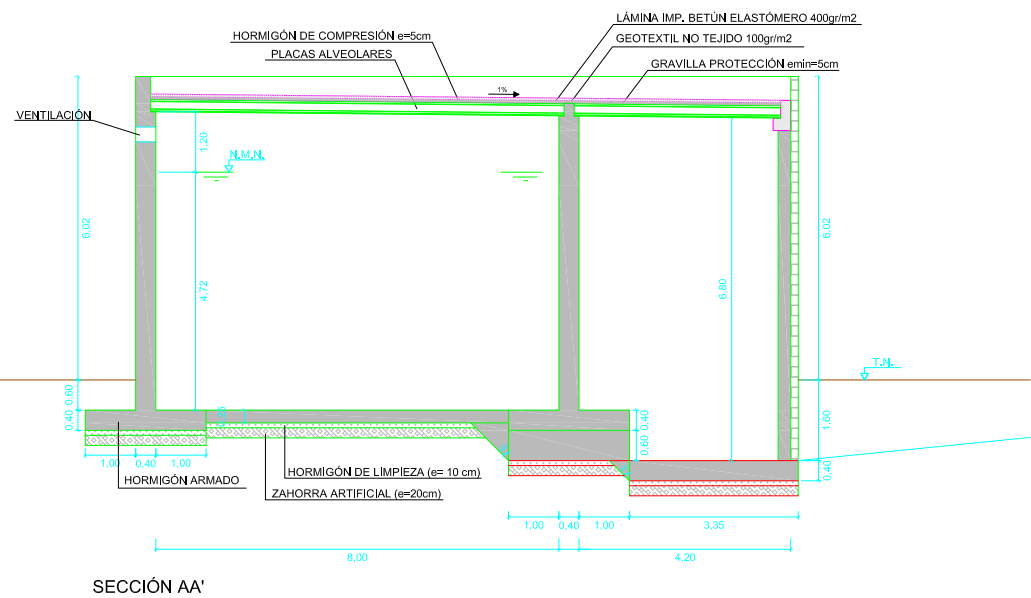 LÁMINA IMP. BETÚN ELASTÓMERO 400gr/m2
HORMIGÓN DE COMPRESIÓN e=5cm
GEOTEXTIL NO TEJIDO 100gr/m2
PLACAS ALVEOLARES
GRAVILLA PROTECCIÓN emin=5cm
1%
VENTILACIÓN
1,20
N.M.N.
6,02
6,02
4,72
6,80
T.N.
0,60
0,40
0,25
0,40
0,60
1,60
0,40
1,00
0,40
1,00
HORMIGÓN DE LIMPIEZA (e= 10 cm)
HORMIGÓN ARMADO
ZAHORRA ARTIFICIAL (e=20cm)
1,00
0,40
1,00
3,35
8,00
4,20
SECCIÓN AA'